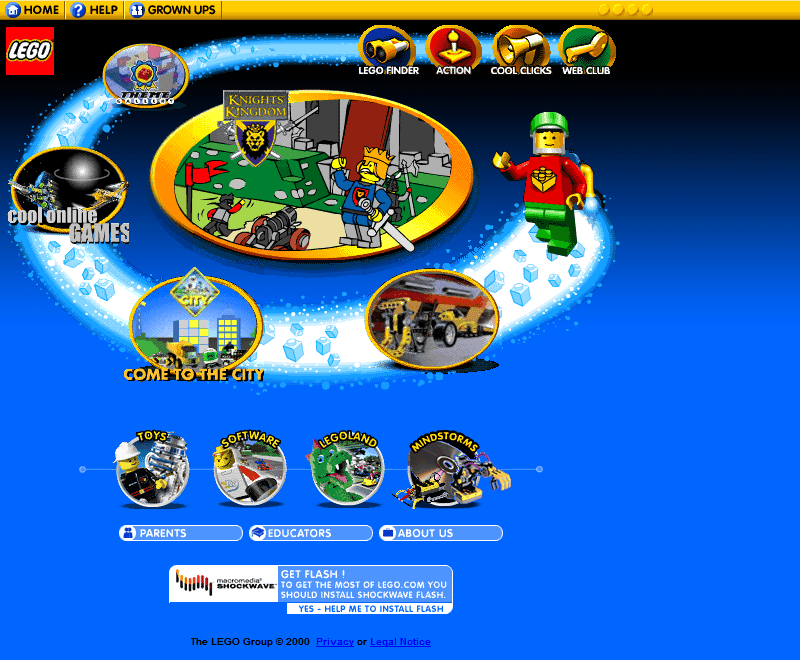 HOME
HELP
GROWN UPS
LEGO
LEGO FINDER
ACTION
COOL CLICKS
WEB CLUB
THEME
GALLERY
KNIGHTS'
KINGDOM
cool online
GAMES
CITY
COME TO THE CITY
TOYS
SOFTWARE
LEGOLAND
MINDSTORMS
PARENTS
EDUCATORS
ABOUT US
macromedia®
SHOCKWAVE™
GET FLASH !
TO GET THE MOST OF LEGO.COM YOU
SHOULD INSTALL SHOCKWAVE FLASH.
YES - HELP ME TO INSTALL FLASH
The LEGO Group © 2000 Privacy or Legal Notice